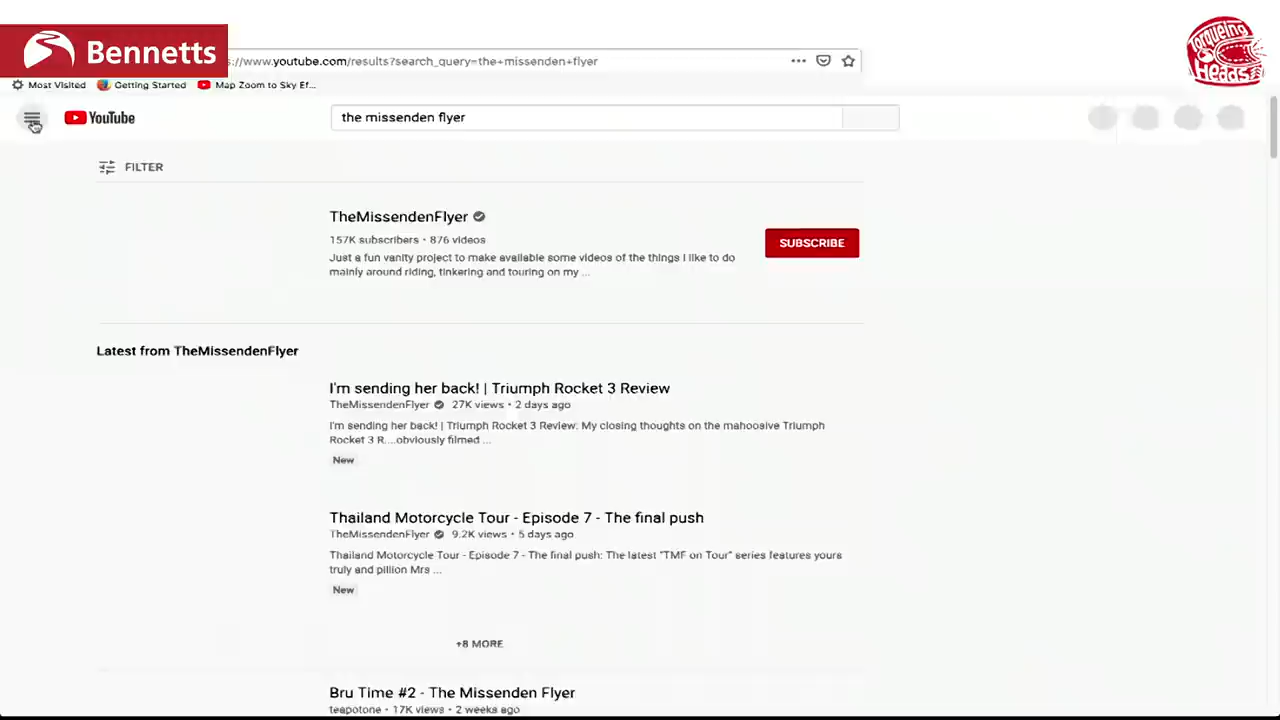 Bennetts
://www.youtube.com/results?search_query=the+missenden+flyer
Most Visited Getting Started Map Zoom to Sky Ef...
YouTube
the missenden flyer
FILTER
TheMissendenFlyer
157K subscribers • 876 videos
SUBSCRIBE
Just a fun vanity project to make available some videos of the things I like to do
mainly around riding, tinkering and touring on my ...
Latest from TheMissendenFlyer
I'm sending her back! | Triumph Rocket 3 Review
TheMissendenFlyer 27K views • 2 days ago
I'm sending her back! | Triumph Rocket 3 Review: My closing thoughts on the mahoosive Triumph
Rocket 3 R....obviously filmed ...
New
Thailand Motorcycle Tour - Episode 7 - The final push
TheMissendenFlyer 9.2K views • 5 days ago
Thailand Motorcycle Tour - Episode 7 - The final push: The latest "TMF on Tour" series features yours
truly and pillion Mrs ...
New
+8 MORE
Bru Time #2 - The Missenden Flyer
teapotone • 17K views • 2 weeks ago
Torqueing
Heads